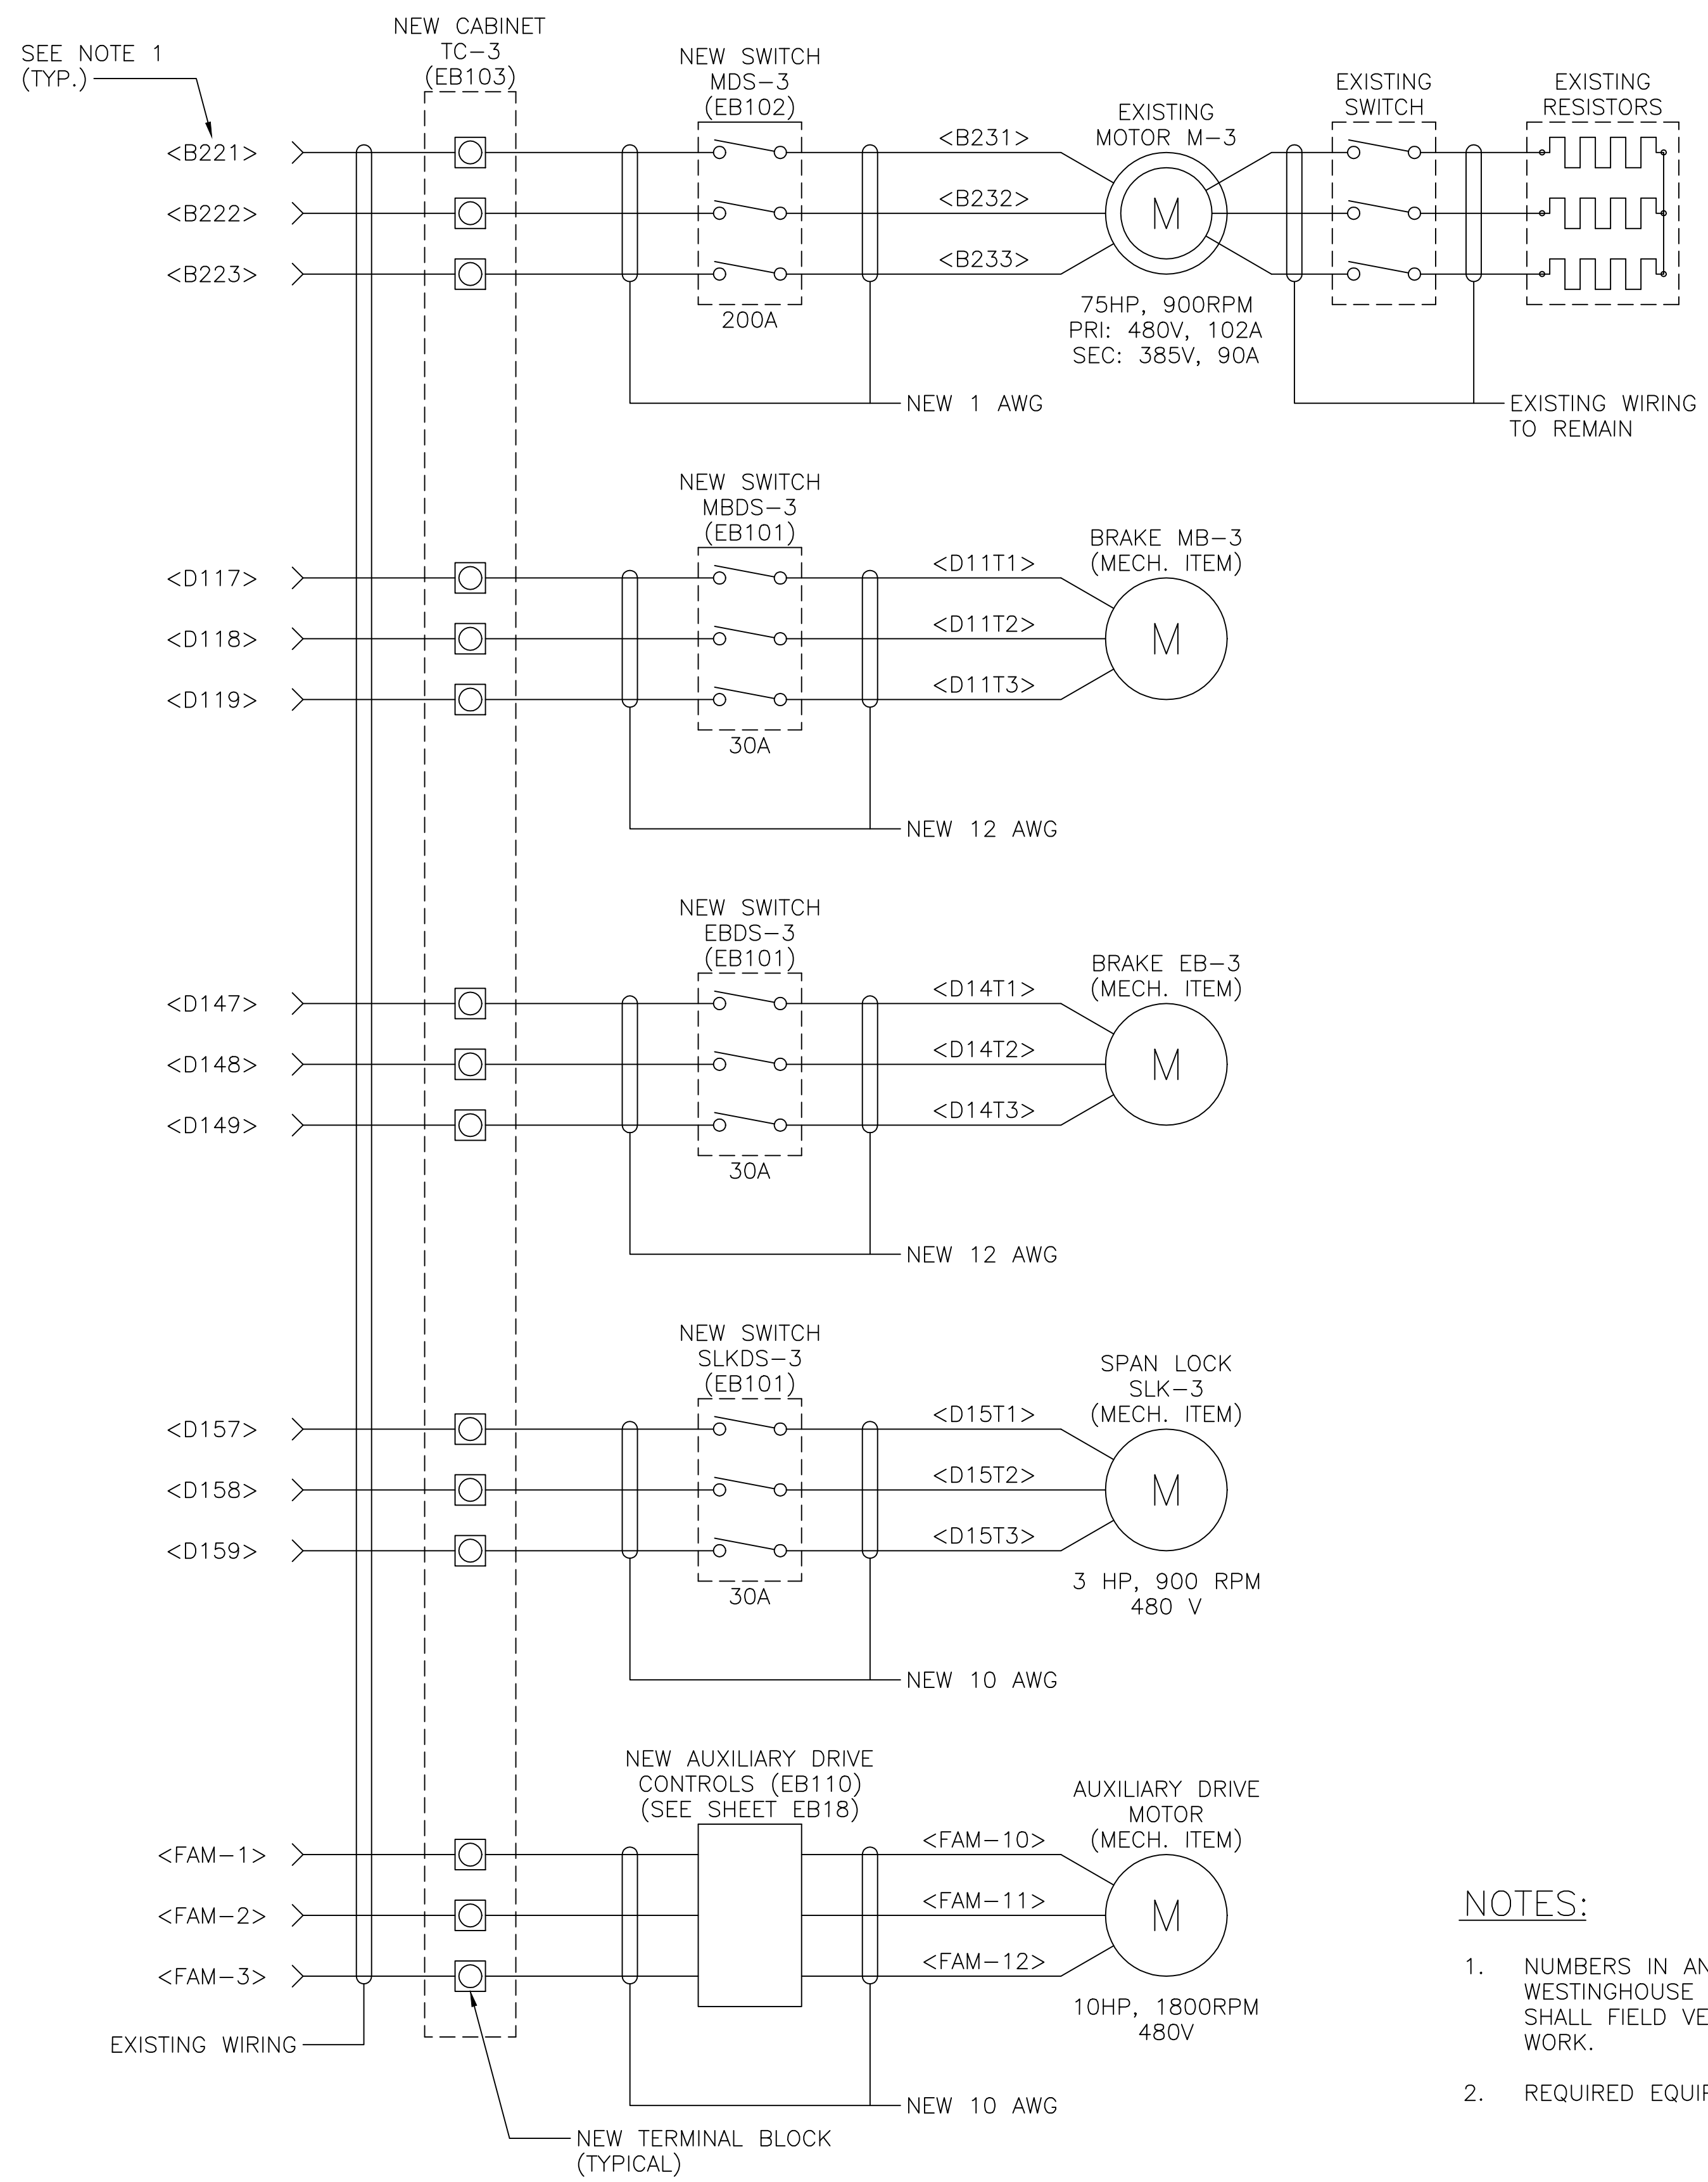 SEE NOTE 1
(TYP.)
NEW CABINET
TC-3
(EB103)
NEW SWITCH
MDS-3
(EB102)
EXISTING
MOTOR M-3
EXISTING
SWITCH
EXISTING
RESISTORS
<B221>
<B222>
<B223>
<B231>
<B232>
<B233>
M
200A
75HP, 900RPM
PRI: 480V, 102A
SEC: 385V, 90A
NEW 1 AWG
EXISTING WIRING
TO REMAIN
NEW SWITCH
MBDS-3
(EB101)
BRAKE MB-3
(MECH. ITEM)
<D117>
<D118>
<D119>
<D11T1>
<D11T2>
<D11T3>
M
30A
NEW 12 AWG
NEW SWITCH
EBDS-3
(EB101)
BRAKE EB-3
(MECH. ITEM)
<D147>
<D148>
<D149>
<D14T1>
<D14T2>
<D14T3>
M
30A
NEW 12 AWG
NEW SWITCH
SLKDS-3
(EB101)
SPAN LOCK
SLK-3
(MECH. ITEM)
<D157>
<D158>
<D159>
<D15T1>
<D15T2>
<D15T3>
M
30A
3 HP, 900 RPM
480 V
NEW 10 AWG
NEW AUXILIARY DRIVE
CONTROLS (EB110)
(SEE SHEET EB18)
AUXILIARY DRIVE
MOTOR
(MECH. ITEM)
<FAM-1>
<FAM-2>
<FAM-3>
<FAM-10>
<FAM-11>
<FAM-12>
M
10HP, 1800RPM
480V
EXISTING WIRING
NEW 10 AWG
NEW TERMINAL BLOCK
(TYPICAL)
NOTES:
1. NUMBERS IN
WESTINGHOUSE
SHALL FIELD
WORK.
2. REQUIRED